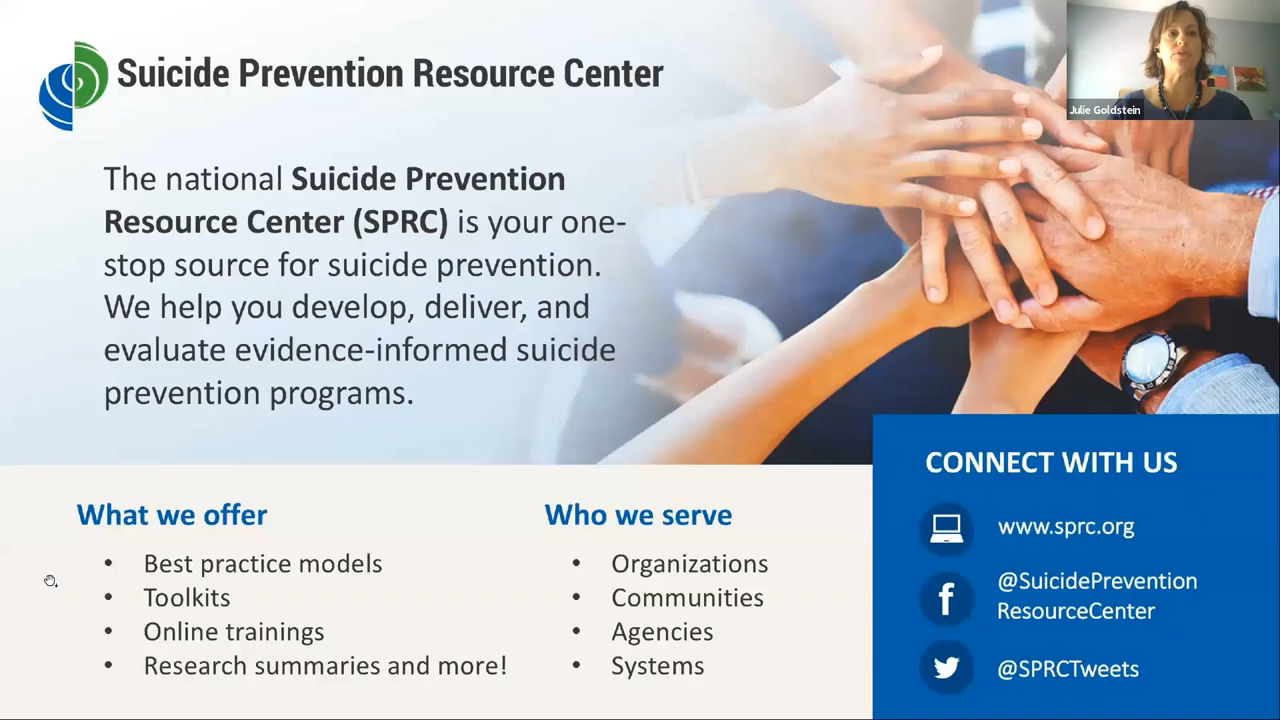 Suicide Prevention Resource Center
Julie Goldstein
The national Suicide Prevention
Resource Center (SPRC) is your one-
stop source for suicide prevention.
We help you develop, deliver, and
evaluate evidence-informed suicide
prevention programs.
What we offer
• Best practice models
• Toolkits
• Online trainings
• Research summaries and more!
Who we serve
• Organizations
• Communities
• Agencies
• Systems
CONNECT WITH US
www.sprc.org
f
@SuicidePrevention
ResourceCenter
@SPRCTweets